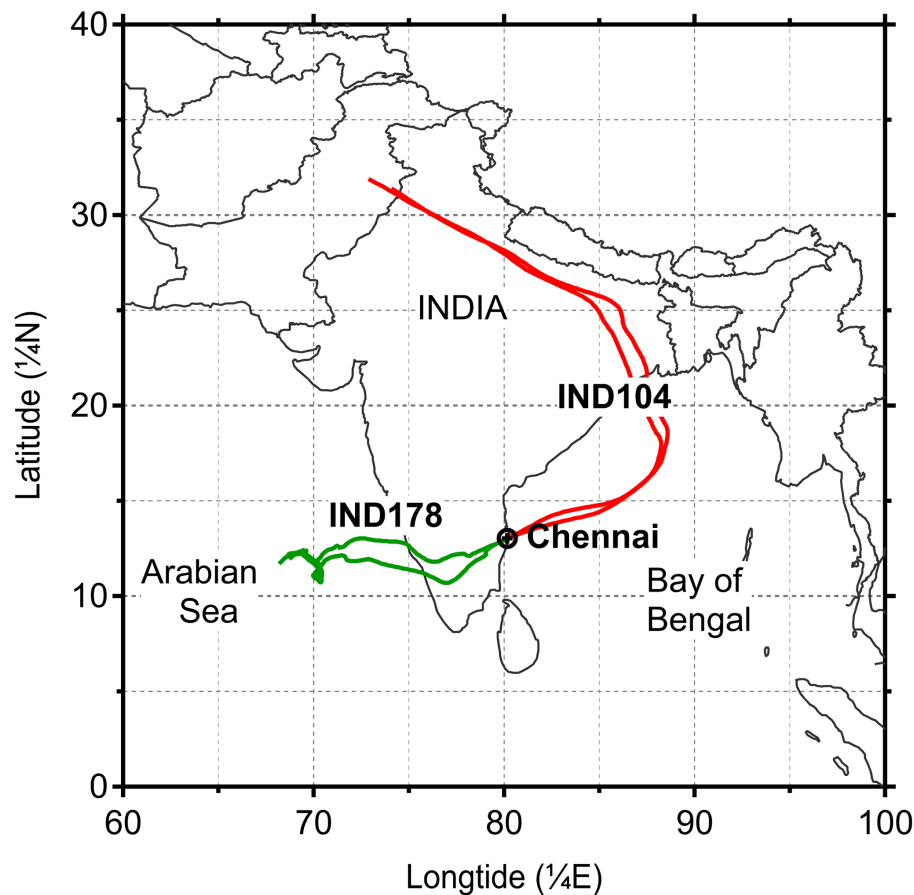 40
30
20
10
0
60
70
80
90
100
Latitude (¼N)
Longtide (¼E)
INDIA
IND104
IND178
Chennai
Arabian
Sea
Bay of
Bengal